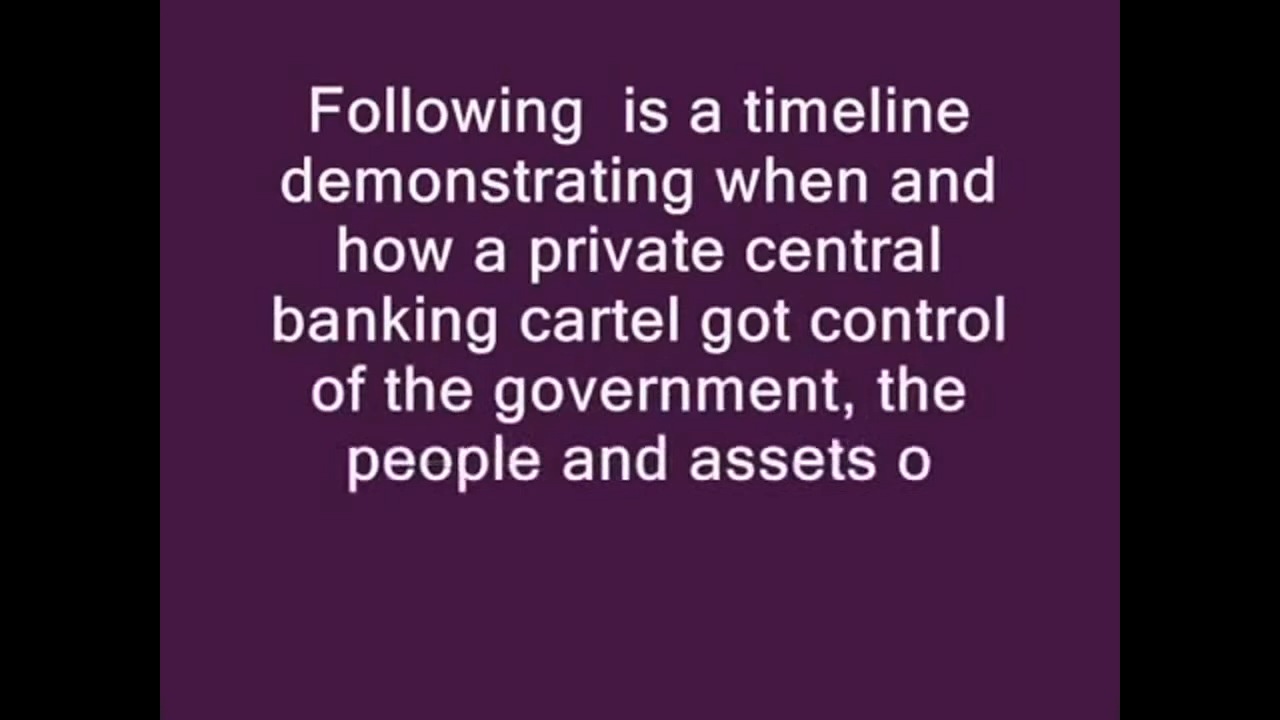 Following  is a timeline
demonstrating when and
how a private central
banking cartel got control
of the government, the
people and assets o